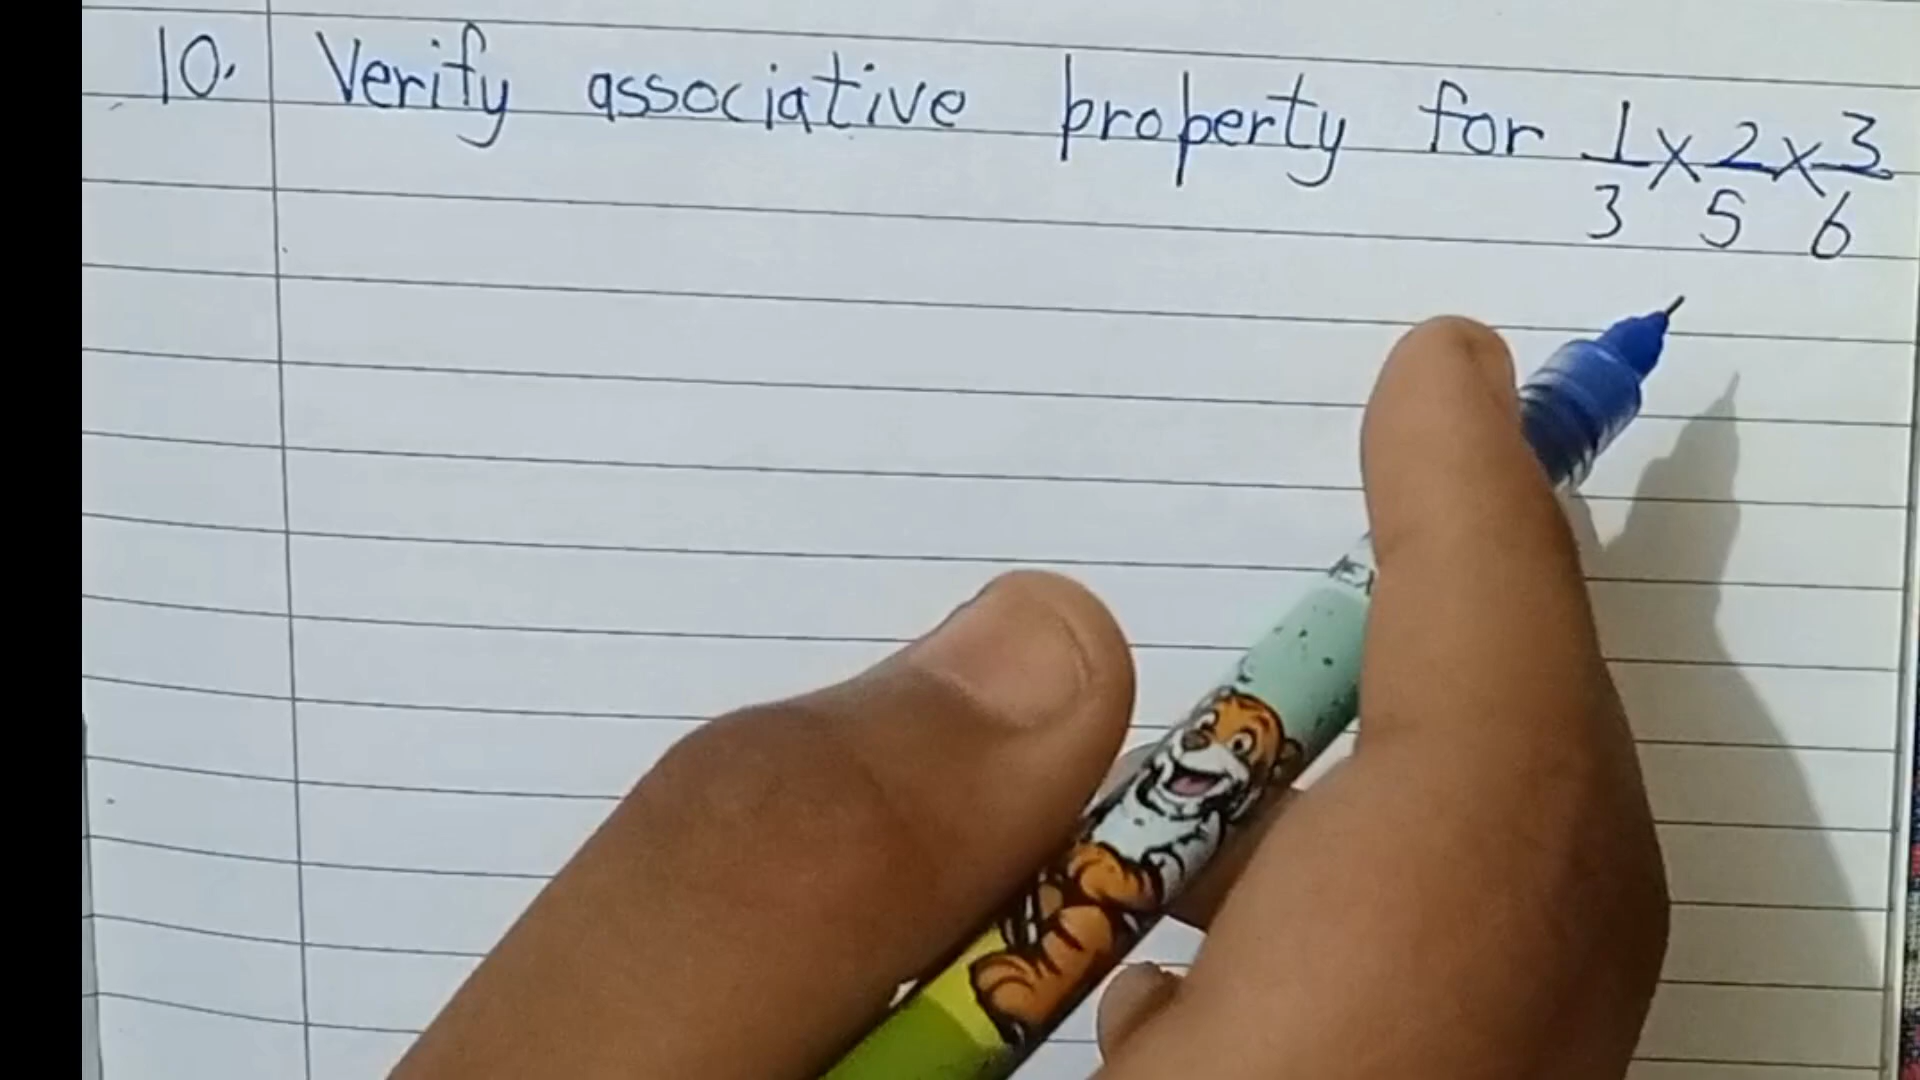 10. Verify associative property for 1/3 × 2/5 × 3/6